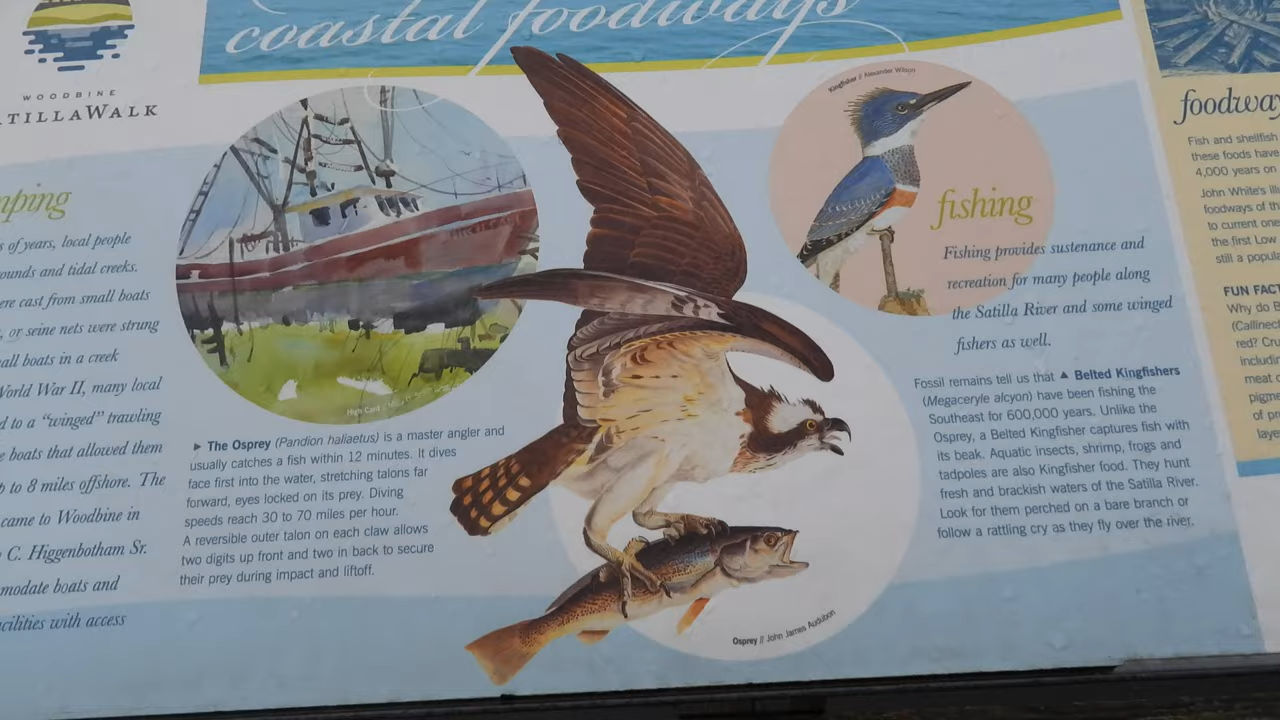 coastal foodways
WOODBINE
TILLAWALK
s of years, local people
ounds and tidal creeks.
ere cast from small boats
, or seine nets were strung
all boats in a creek
World War II, many local
d to a “winged” trawling
e boats that allowed them
p to 8 miles offshore. The
came to Woodbine in
C. Higgenbotham Sr.
modate boats and
cilities with access
High Card
▶ The Osprey (Pandion haliaetus) is a master angler and
usually catches a fish within 12 minutes. It dives
face first into the water, stretching talons far
forward, eyes locked on its prey. Diving
speeds reach 30 to 70 miles per hour.
A reversible outer talon on each claw allows
two digits up front and two in back to secure
their prey during impact and liftoff.
Osprey // John James Audubon
Kingfisher // Alexander Wilson
fishing
Fishing provides sustenance and
recreation for many people along
the Satilla River and some winged
fishers as well.
Fossil remains tell us that ▲ Belted Kingfishers
(Megaceryle alcyon) have been fishing the
Southeast for 600,000 years. Unlike the
Osprey, a Belted Kingfisher captures fish with
its beak. Aquatic insects, shrimp, frogs and
tadpoles are also Kingfisher food. They hunt
fresh and brackish waters of the Satilla River.
Look for them perched on a bare branch or
follow a rattling cry as they fly over the river.
foodway
Fish and shellfish
these foods have
4,000 years on
John White's ill
foodways of th
to current one
the first Low
still a popula
FUN FACT
Why do B
(Callinec
red? Cru
includin
meat o
pigme
of pr
laye